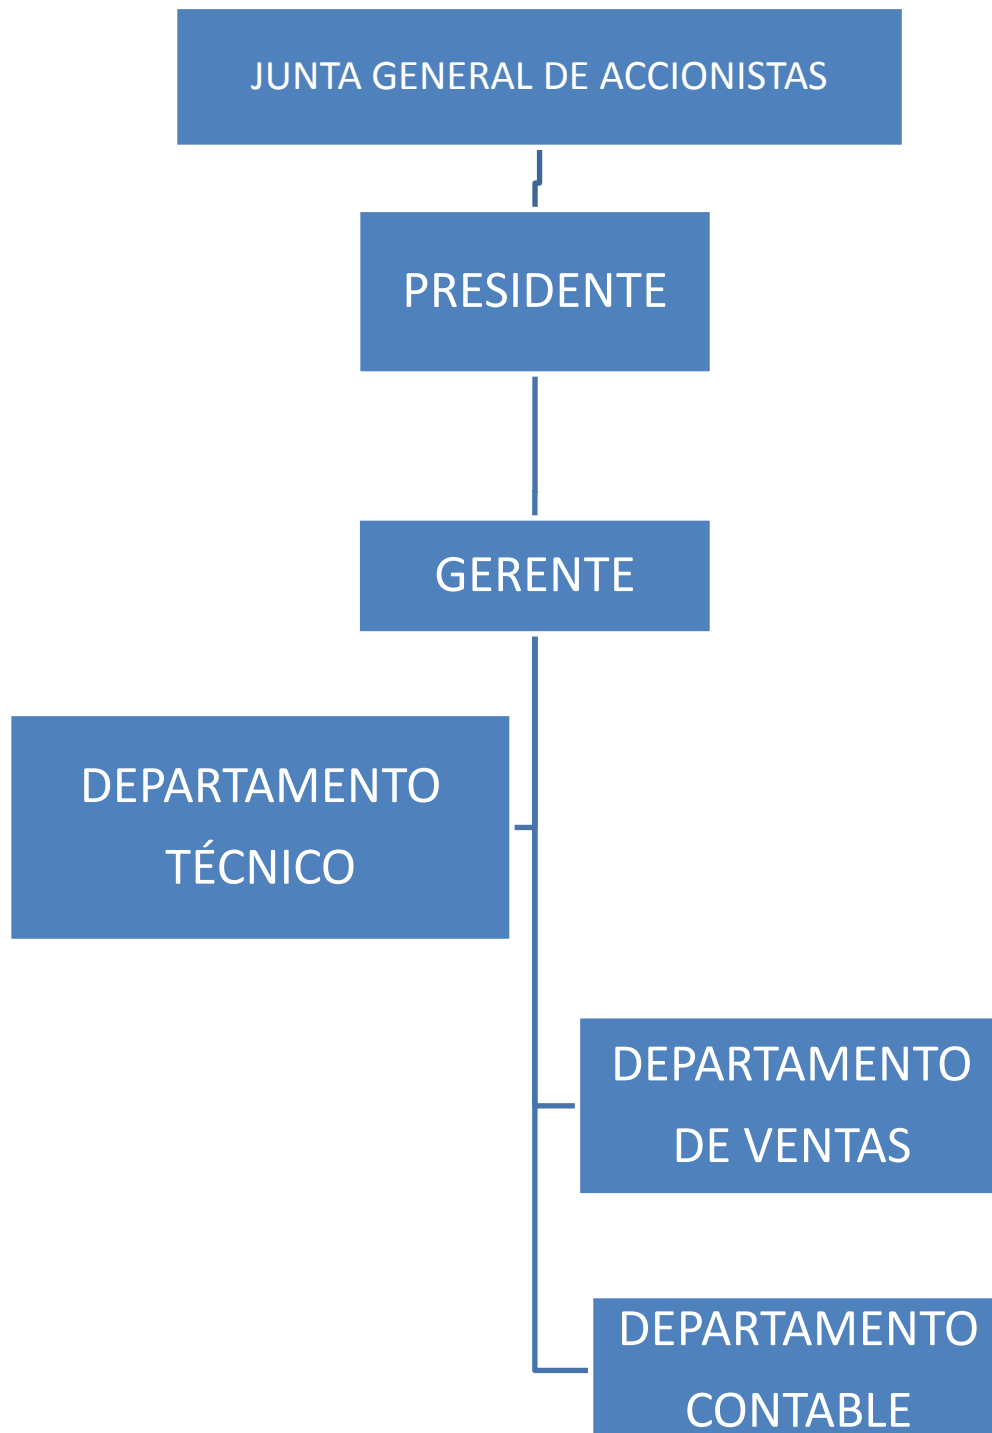 JUNTA GENERAL DE ACCIONISTAS
PRESIDENTE
GERENTE
DEPARTAMENTO
TÉCNICO
DEPARTAMENTO
DE VENTAS
DEPARTAMENTO
CONTABLE